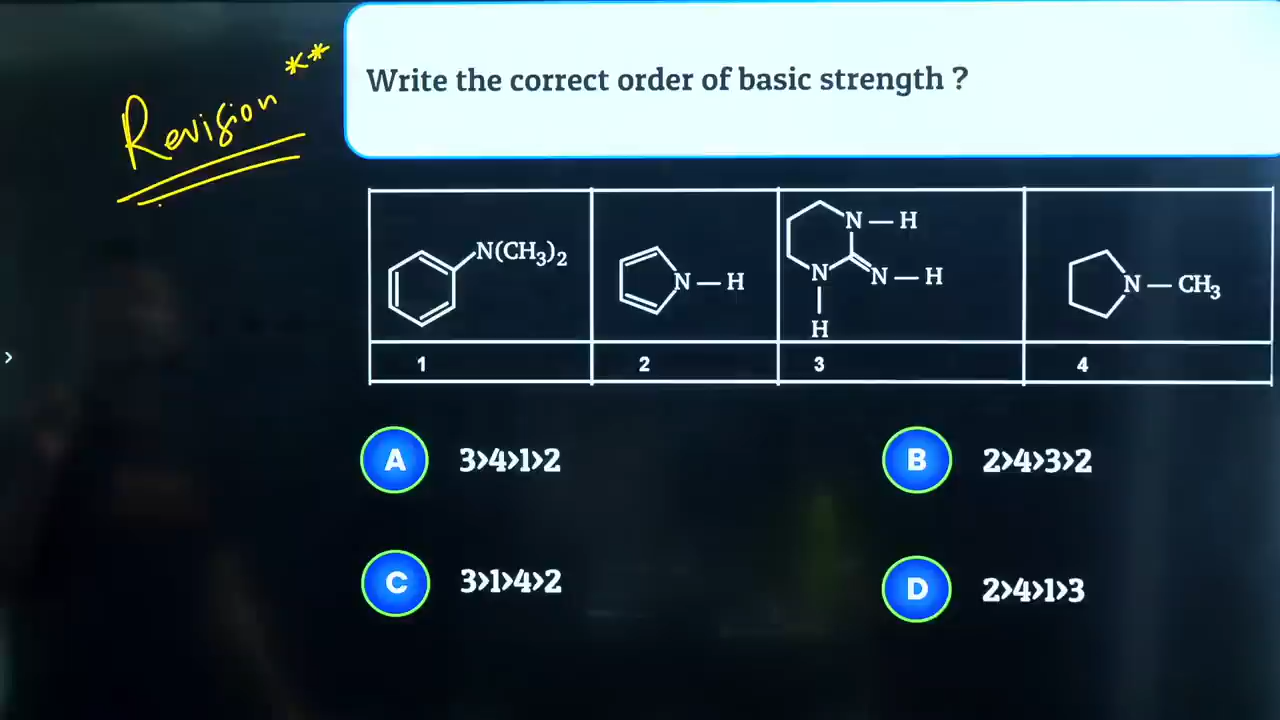 Revision **
Write the correct order of basic strength ?
N(CH₃)₂
N — H
N — H
N
N — H
H
N — CH₃
1
2
3
4
A 3>4>1>2
B 2>4>3>2
C 3>1>4>2
D 2>4>1>3